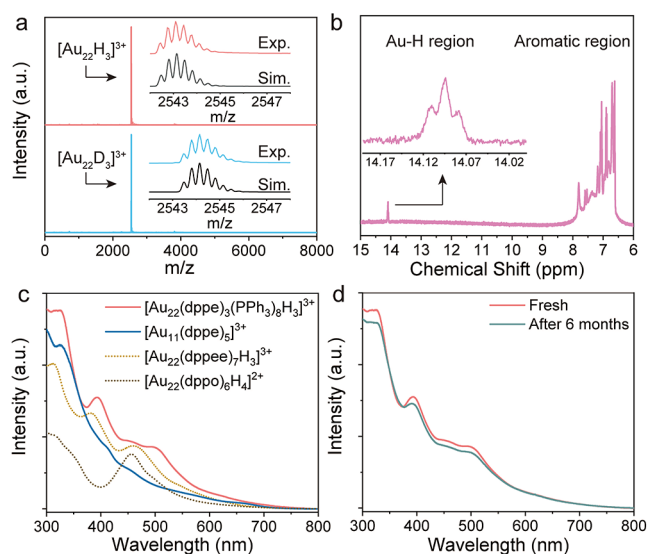 a
[Au₂₂H₃]³⁺
Exp.
Sim.
2543 2545 2547
m/z
[Au₂₂D₃]³⁺
Exp.
Sim.
2543 2545 2547
m/z
Intensity (a.u.)
0 2000 4000 6000 8000
m/z
b
Au-H region
Aromatic region
14.17 14.12 14.07 14.02
Intensity (a.u.)
15 14 13 12 11 10 9 8 7 6
Chemical Shift (ppm)
c
[Au₂₂(dppe)₃(PPh₃)₈H₃]³⁺
[Au₁₁(dppe)₅]³⁺
[Au₂₂(dppee)₇H₃]³⁺
[Au₂₂(dppo)₆H₄]²⁺
Intensity (a.u.)
300 400 500 600 700 800
Wavelength (nm)
d
Fresh
After 6 months
Intensity (a.u.)
300 400 500 600 700 800
Wavelength (nm)